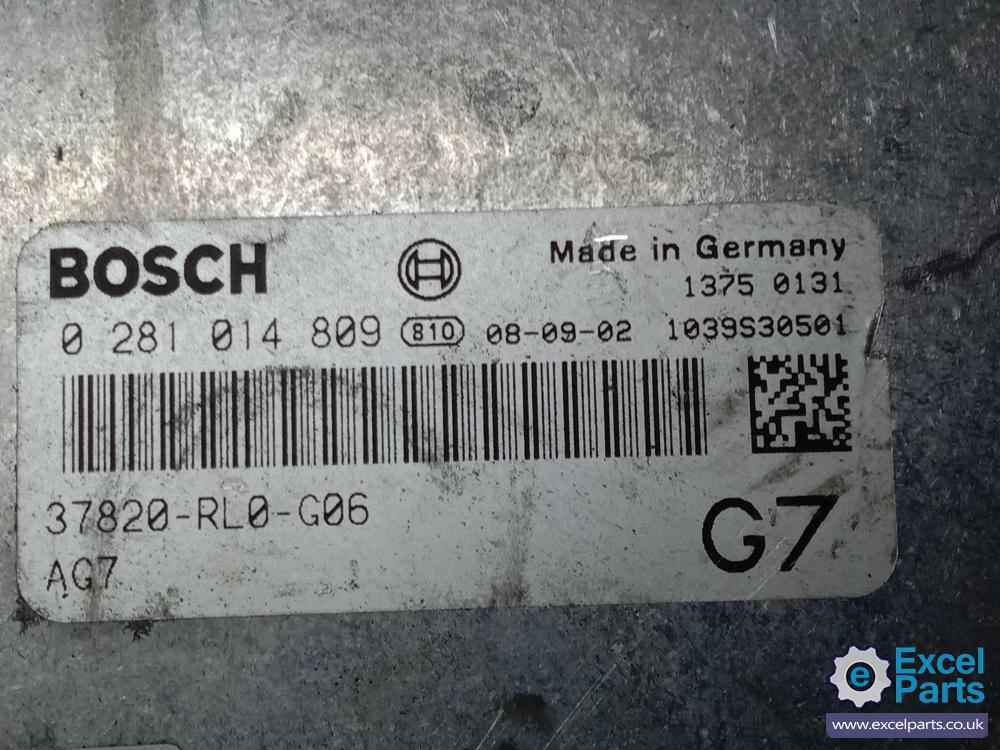 BOSCH
Made in Germany
1375 0131
0 281 014 809 810 08-09-02 1039S30501
37820-RL0-G06
AG7
G7
e Excel Parts
www.excelparts.co.uk